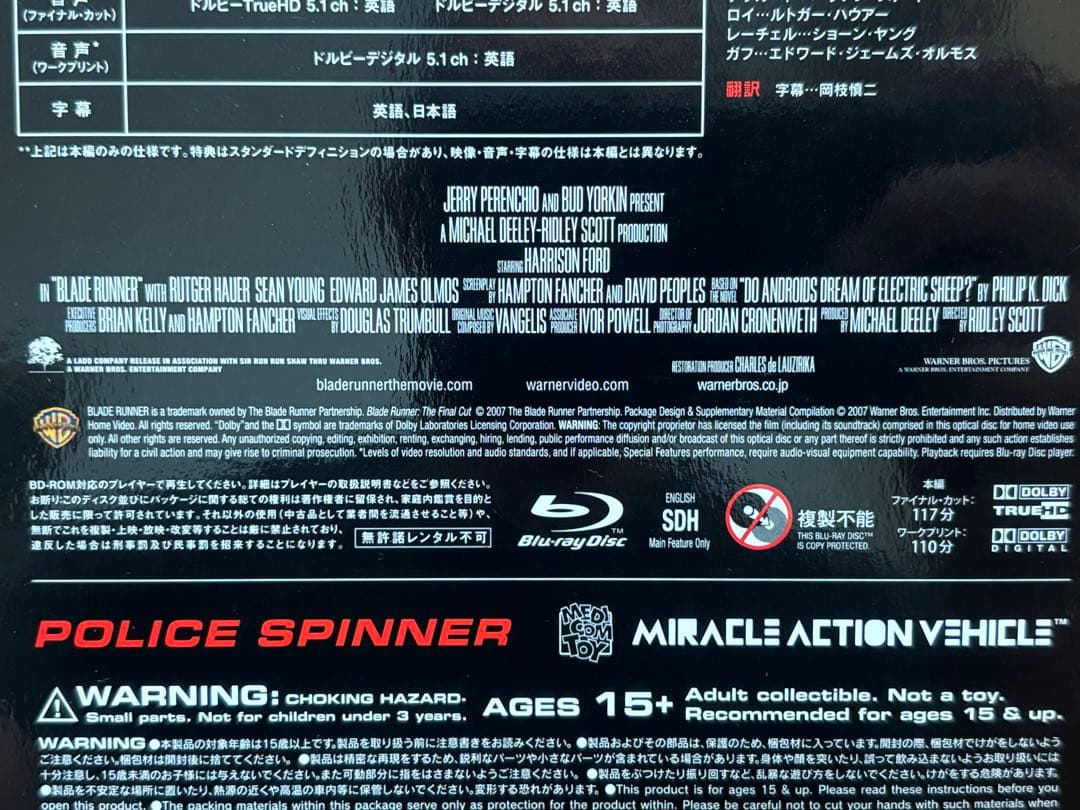 音声*
(ファイナル・カット)
ドルビーTrueHD 5.1ch：英語 ドルビーデジタル 5.1ch：英語
音声*
(ワークプリント)
ドルビーデジタル 5.1ch：英語
字幕
英語、日本語
ロイ…ルトガー・ハウアー
レーチェル…ショーン・ヤング
ガフ…エドワード・ジェームズ・オルモス
翻訳 字幕…岡枝慎二
**上記は本編のみの仕様です。特典はスタンダードデフィニションの場合があり、映像・音声・字幕の仕様は本編とは異なります。
JERRY PERENCHIO AND BUD YORKIN PRESENT
A MICHAEL DEELEY-RIDLEY SCOTT PRODUCTION
STARRING HARRISON FORD
IN "BLADE RUNNER" WITH RUTGER HAUER SEAN YOUNG EDWARD JAMES OLMOS SCREENPLAY BY HAMPTON FANCHER AND DAVID PEOPLES BASED ON THE NOVEL "DO ANDROIDS DREAM OF ELECTRIC SHEEP?" BY PHILIP K. DICK
EXECUTIVE PRODUCERS BRIAN KELLY AND HAMPTON FANCHER VISUAL EFFECTS BY DOUGLAS TRUMBULL ORIGINAL MUSIC COMPOSED BY VANGELIS ASSOCIATE PRODUCER IVOR POWELL DIRECTOR OF PHOTOGRAPHY JORDAN CRONENWETH PRODUCED BY MICHAEL DEELEY DIRECTED BY RIDLEY SCOTT
A LADD COMPANY RELEASE IN ASSOCIATION WITH SIR RUN RUN SHAW THRU WARNER BROS.
A WARNER BROS. ENTERTAINMENT COMPANY
RESTORATION PRODUCER CHARLES de LAUZIRIKA
WARNER BROS. PICTURES
A WARNER BROS. ENTERTAINMENT COMPANY
bladerunnerthemovie.com warnervideo.com warnerbros.co.jp
BLADE RUNNER is a trademark owned by The Blade Runner Partnership. Blade Runner: The Final Cut © 2007 The Blade Runner Partnership. Package Design & Supplementary Material Compilation © 2007 Warner Bros. Entertainment Inc. Distributed by Warner
Home Video. All rights reserved. "Dolby" and the DD symbol are trademarks of Dolby Laboratories Licensing Corporation. WARNING: The copyright proprietor has licensed the film (including its soundtrack) comprised in this optical disc for home video use
only. All other rights are reserved. Any unauthorized copying, editing, exhibition, renting, exchanging, hiring, lending, public performance diffusion and/or broadcast of this optical disc or any part thereof is strictly prohibited and any such action establishes
liability for a civil action and may give rise to criminal prosecution. *Levels of video resolution and audio standards, and if applicable, Special Features performance, require audio-visual equipment capability. Playback requires Blu-ray Disc player.
BD-ROM対応のプレイヤーで再生してください。詳細はプレイヤーの取扱説明書などをご参照ください。
お断り:このディスク並びにパッケージに関する総ての権利は著作権者に留保され、家庭内鑑賞を目的と
した販売に限って許可されています。それ以外の使用(中古品として業者間を流通させること等)や、
無断でこれを複製・上映・放映・改変等することは厳に禁止されており、
違反した場合は刑事罰及び民事罰を招来することになります。
無許諾レンタル不可
Blu-ray Disc™
ENGLISH
SDH
Main Feature Only
複製不能
THIS BLU-RAY DISC™
IS COPY PROTECTED.
本編
ファイナル・カット：
117分
ワークプリント：
110分
DOLBY
TRUEHD
DOLBY
DIGITAL
POLICE SPINNER
MEDICOM TOY
MIRACLE ACTION VEHICLE™
WARNING: CHOKING HAZARD.
Small parts. Not for children under 3 years.
AGES 15+
Adult collectible. Not a toy.
Recommended for ages 15 & up.
WARNING ●本製品の対象年齢は15歳以上です。製品を取り扱う前に注意書きをお読みください。 ●製品およびその部品は、保護のため、梱包材に入っています。開封の際、梱包材でけがをしないよう
ご注意ください。梱包材は開封後に捨ててください。 ●製品は精密な再現をするため、鋭利なパーツや小さなパーツが含まれている場合があります。身体や顔を突いたり、誤って飲み込まないようお取り扱いには
十分注意し、15歳未満のお子様には与えないでください。また可動部分に指をはさまないようご注意ください。 ●製品をぶつけたり振り回すなど、乱暴な遊び方をしないでください。けがをする危険があります。
●製品を不安定な場所に置いたり、熱源の近くや高温の車内等に保管しないでください。変形する恐れがあります。 ●This product is for ages 15 & up. Please read these instructions before you
open this product. ●The packing materials within this package serve only as protection for the product within. Please be careful not to cut your hands with such materials when